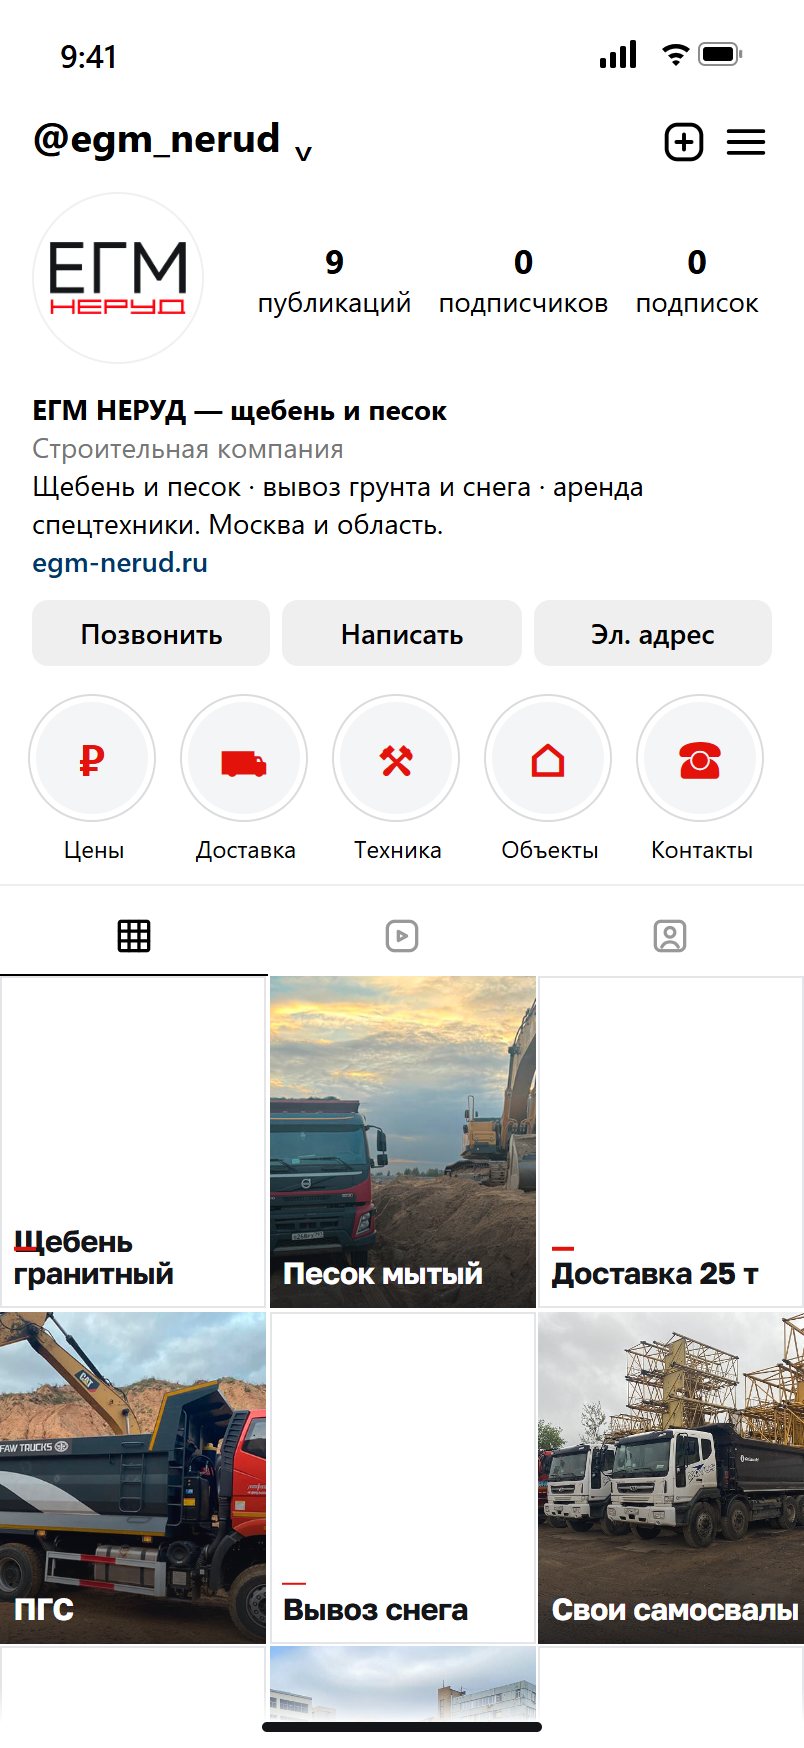 9:41
@egm_nerud
ЕГМ
НЕРУД
9
публикаций
0
подписчиков
0
подписок
ЕГМ НЕРУД — щебень и песок
Строительная компания
Щебень и песок · вывоз грунта и снега · аренда
спецтехники. Москва и область.
egm-nerud.ru
Позвонить
Написать
Эл. адрес
₽
Цены
Доставка
Техника
Объекты
Контакты
Щебень
гранитный
Песок мытый
Доставка 25 т
CAT
FAW TRUCKS
ПГС
Вывоз снега
Свои самосвалы